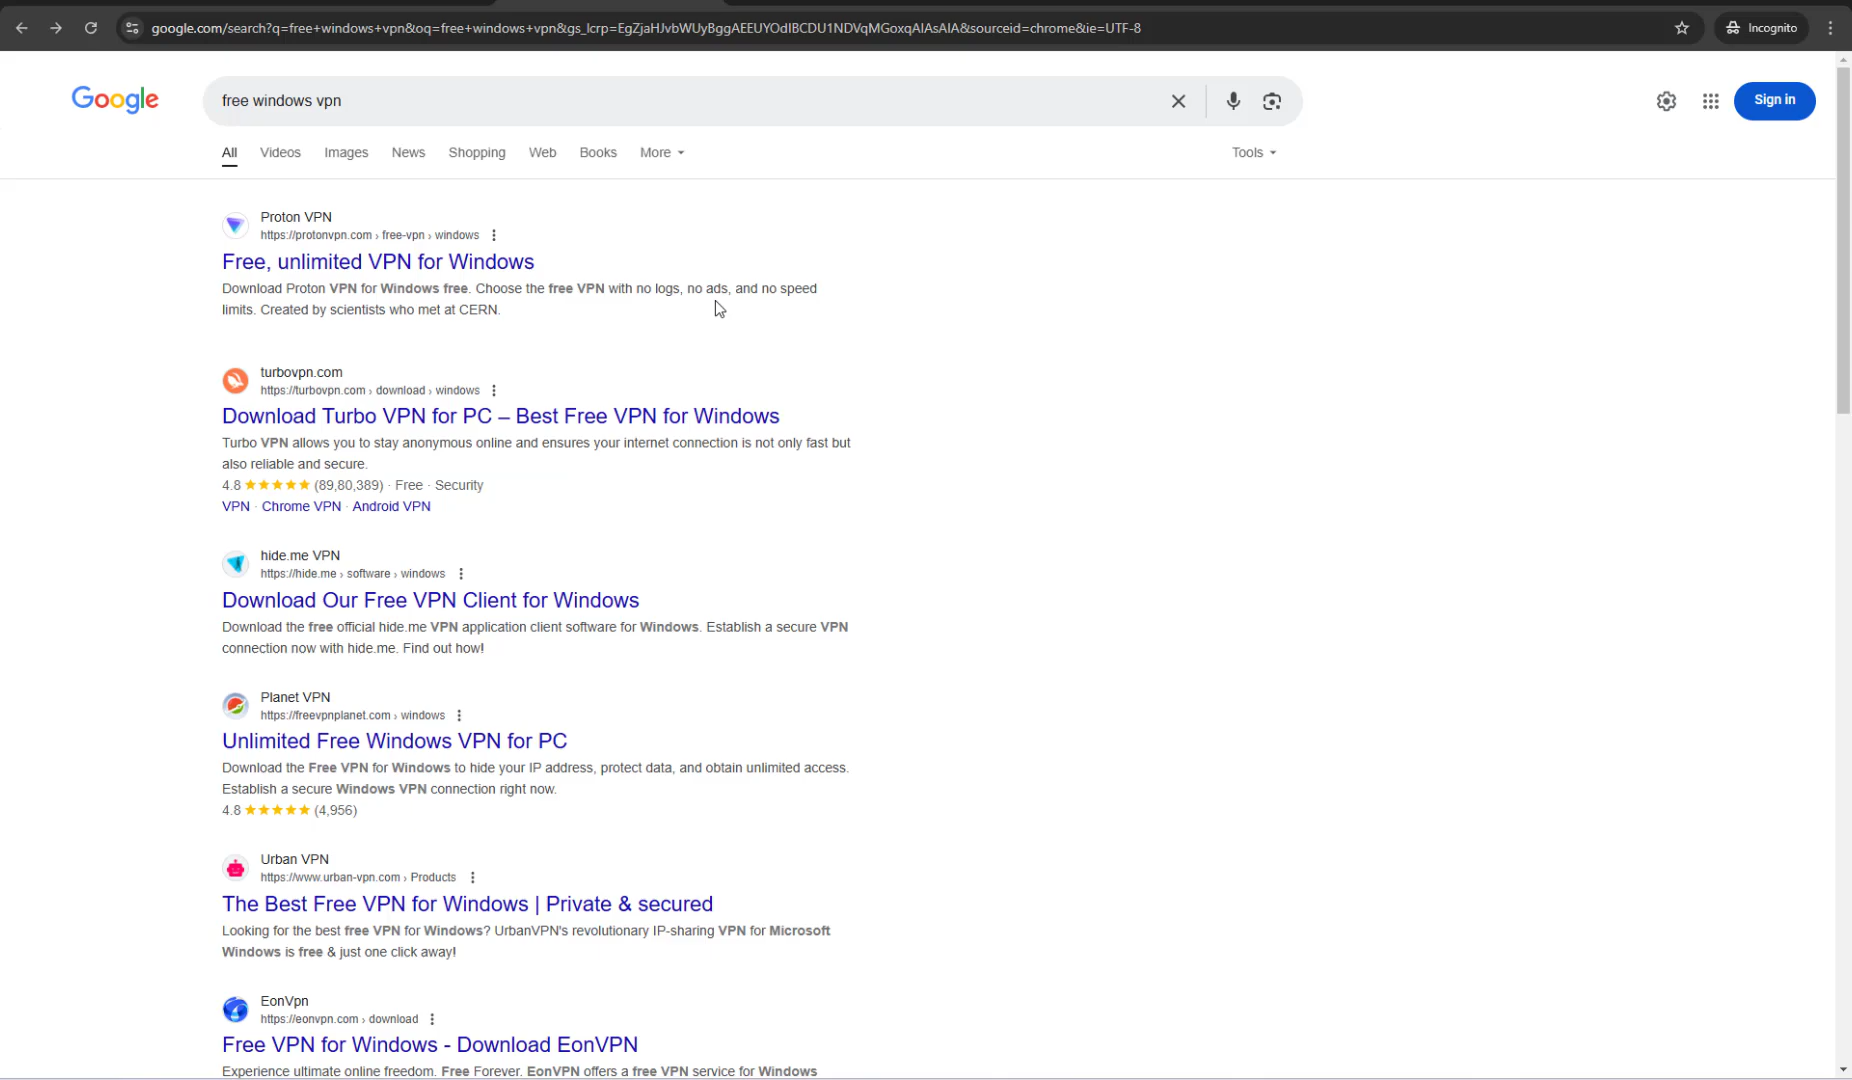 google.com/search?q=free+windows+vpn&oq=free+windows+vpn&gs_lcrp=EgZjaHJvbWUyBggAEEUYOdIBCDU1NDVqMGoxqAIAsAIA&sourceid=chrome&ie=UTF-8
Incognito
Google
free windows vpn
Sign in
All Videos Images News Shopping Web Books More Tools
Proton VPN
https://protonvpn.com › free-vpn › windows
Free, unlimited VPN for Windows
Download Proton VPN for Windows free. Choose the free VPN with no logs, no ads, and no speed
limits. Created by scientists who met at CERN.
turbovpn.com
https://turbovpn.com › download › windows
Download Turbo VPN for PC – Best Free VPN for Windows
Turbo VPN allows you to stay anonymous online and ensures your internet connection is not only fast but
also reliable and secure.
4.8 ★★★★★ (89,80,389) · Free · Security
VPN · Chrome VPN · Android VPN
hide.me VPN
https://hide.me › software › windows
Download Our Free VPN Client for Windows
Download the free official hide.me VPN application client software for Windows. Establish a secure VPN
connection now with hide.me. Find out how!
Planet VPN
https://freevpnplanet.com › windows
Unlimited Free Windows VPN for PC
Download the Free VPN for Windows to hide your IP address, protect data, and obtain unlimited access.
Establish a secure Windows VPN connection right now.
4.8 ★★★★★ (4,956)
Urban VPN
https://www.urban-vpn.com › Products
The Best Free VPN for Windows | Private & secured
Looking for the best free VPN for Windows? UrbanVPN's revolutionary IP-sharing VPN for Microsoft
Windows is free & just one click away!
EonVpn
https://eonvpn.com › download
Free VPN for Windows - Download EonVPN
Experience ultimate online freedom. Free Forever. EonVPN offers a free VPN service for Windows